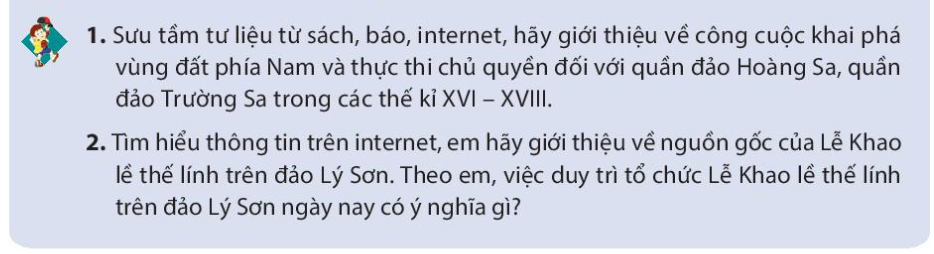 1. Sưu tầm tư liệu từ sách, báo, internet, hãy giới thiệu về công cuộc khai phá
vùng đất phía Nam và thực thi chủ quyền đối với quần đảo Hoàng Sa, quần
đảo Trường Sa trong các thế kỉ XVI – XVIII.
2. Tìm hiểu thông tin trên internet, em hãy giới thiệu về nguồn gốc của Lễ Khao
lề thế lính trên đảo Lý Sơn. Theo em, việc duy trì tổ chức Lễ Khao lề thế lính
trên đảo Lý Sơn ngày nay có ý nghĩa gì?